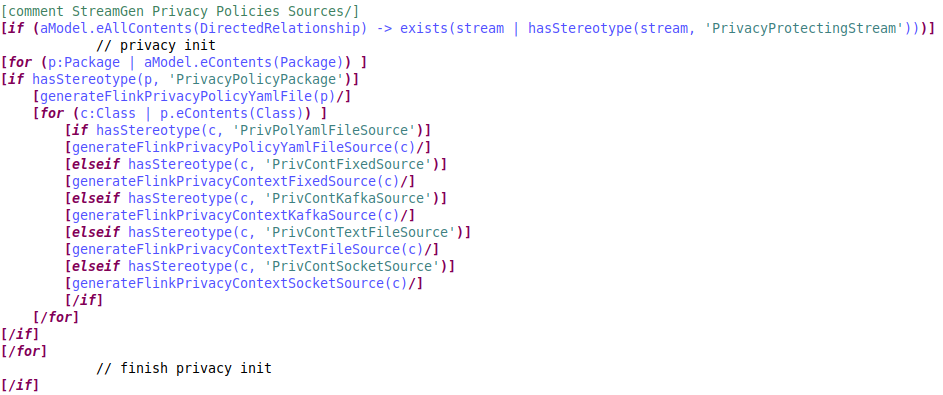 [comment StreamGen Privacy Policies Sources/]
[if (aModel.eAllContents(DirectedRelationship) -> exists(stream | hasStereotype(stream, 'PrivacyProtectingStream')))]
            // privacy init
[for (p:Package | aModel.eContents(Package)) ]
[if hasStereotype(p, 'PrivacyPolicyPackage')]
    [generateFlinkPrivacyPolicyYamlFile(p)/]
    [for (c:Class | p.eContents(Class)) ]
        [if hasStereotype(c, 'PrivPolYamlFileSource')]
        [generateFlinkPrivacyPolicyYamlFileSource(c)/]
        [elseif hasStereotype(c, 'PrivContFixedSource')]
        [generateFlinkPrivacyContextFixedSource(c)/]
        [elseif hasStereotype(c, 'PrivContKafkaSource')]
        [generateFlinkPrivacyContextKafkaSource(c)/]
        [elseif hasStereotype(c, 'PrivContTextFileSource')]
        [generateFlinkPrivacyContextTextFileSource(c)/]
        [elseif hasStereotype(c, 'PrivContSocketSource')]
        [generateFlinkPrivacyContextSocketSource(c)/]
        [/if]
    [/for]
[/if]
[/for]
            // finish privacy init
[/if]